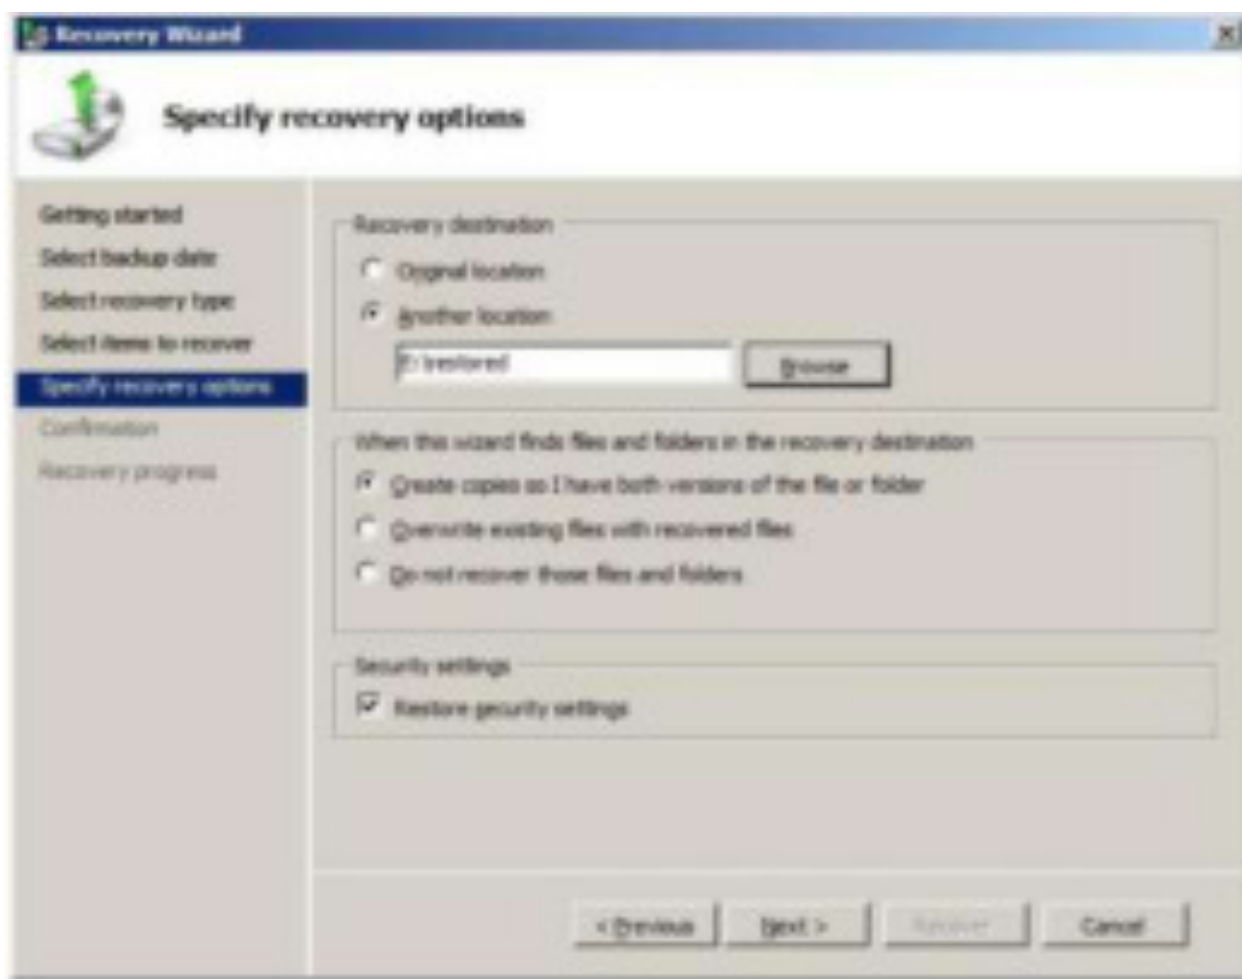 Recovery Wizard
Specify recovery options
Getting started
Select backup date
Select recovery type
Select items to recover
Specify recovery options
Confirmation
Recovery progress
Recovery destination
Original location
Another location
E:\restored
Browse
When this wizard finds files and folders in the recovery destination
Create copies so I have both versions of the file or folder
Overwrite existing files with recovered files
Do not recover those files and folders
Security settings
Restore security settings
< Previous
Next >
Recover
Cancel